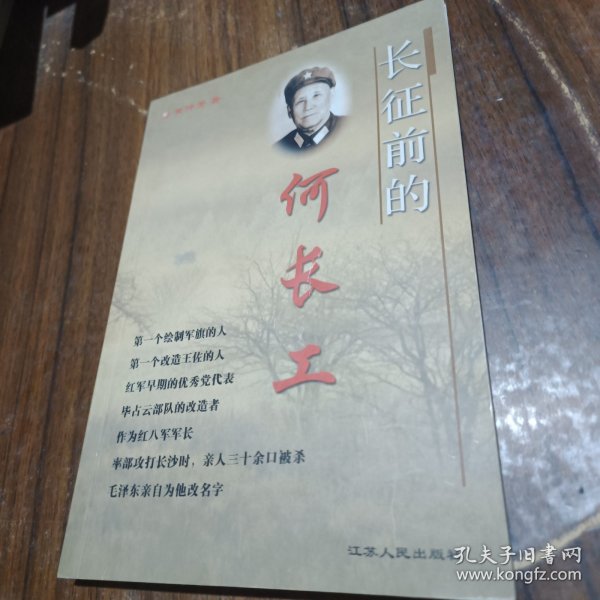 长征前的
何长工
第一个绘制军旗的人
第一个改造王佐的人
红军早期的优秀党代表
毕占云部队的改造者
作为红八军军长
率部攻打长沙时，亲人三十余口被杀
毛泽东亲自为他改名字
江苏人民出版
孔夫子旧书网
www.kongfz.com